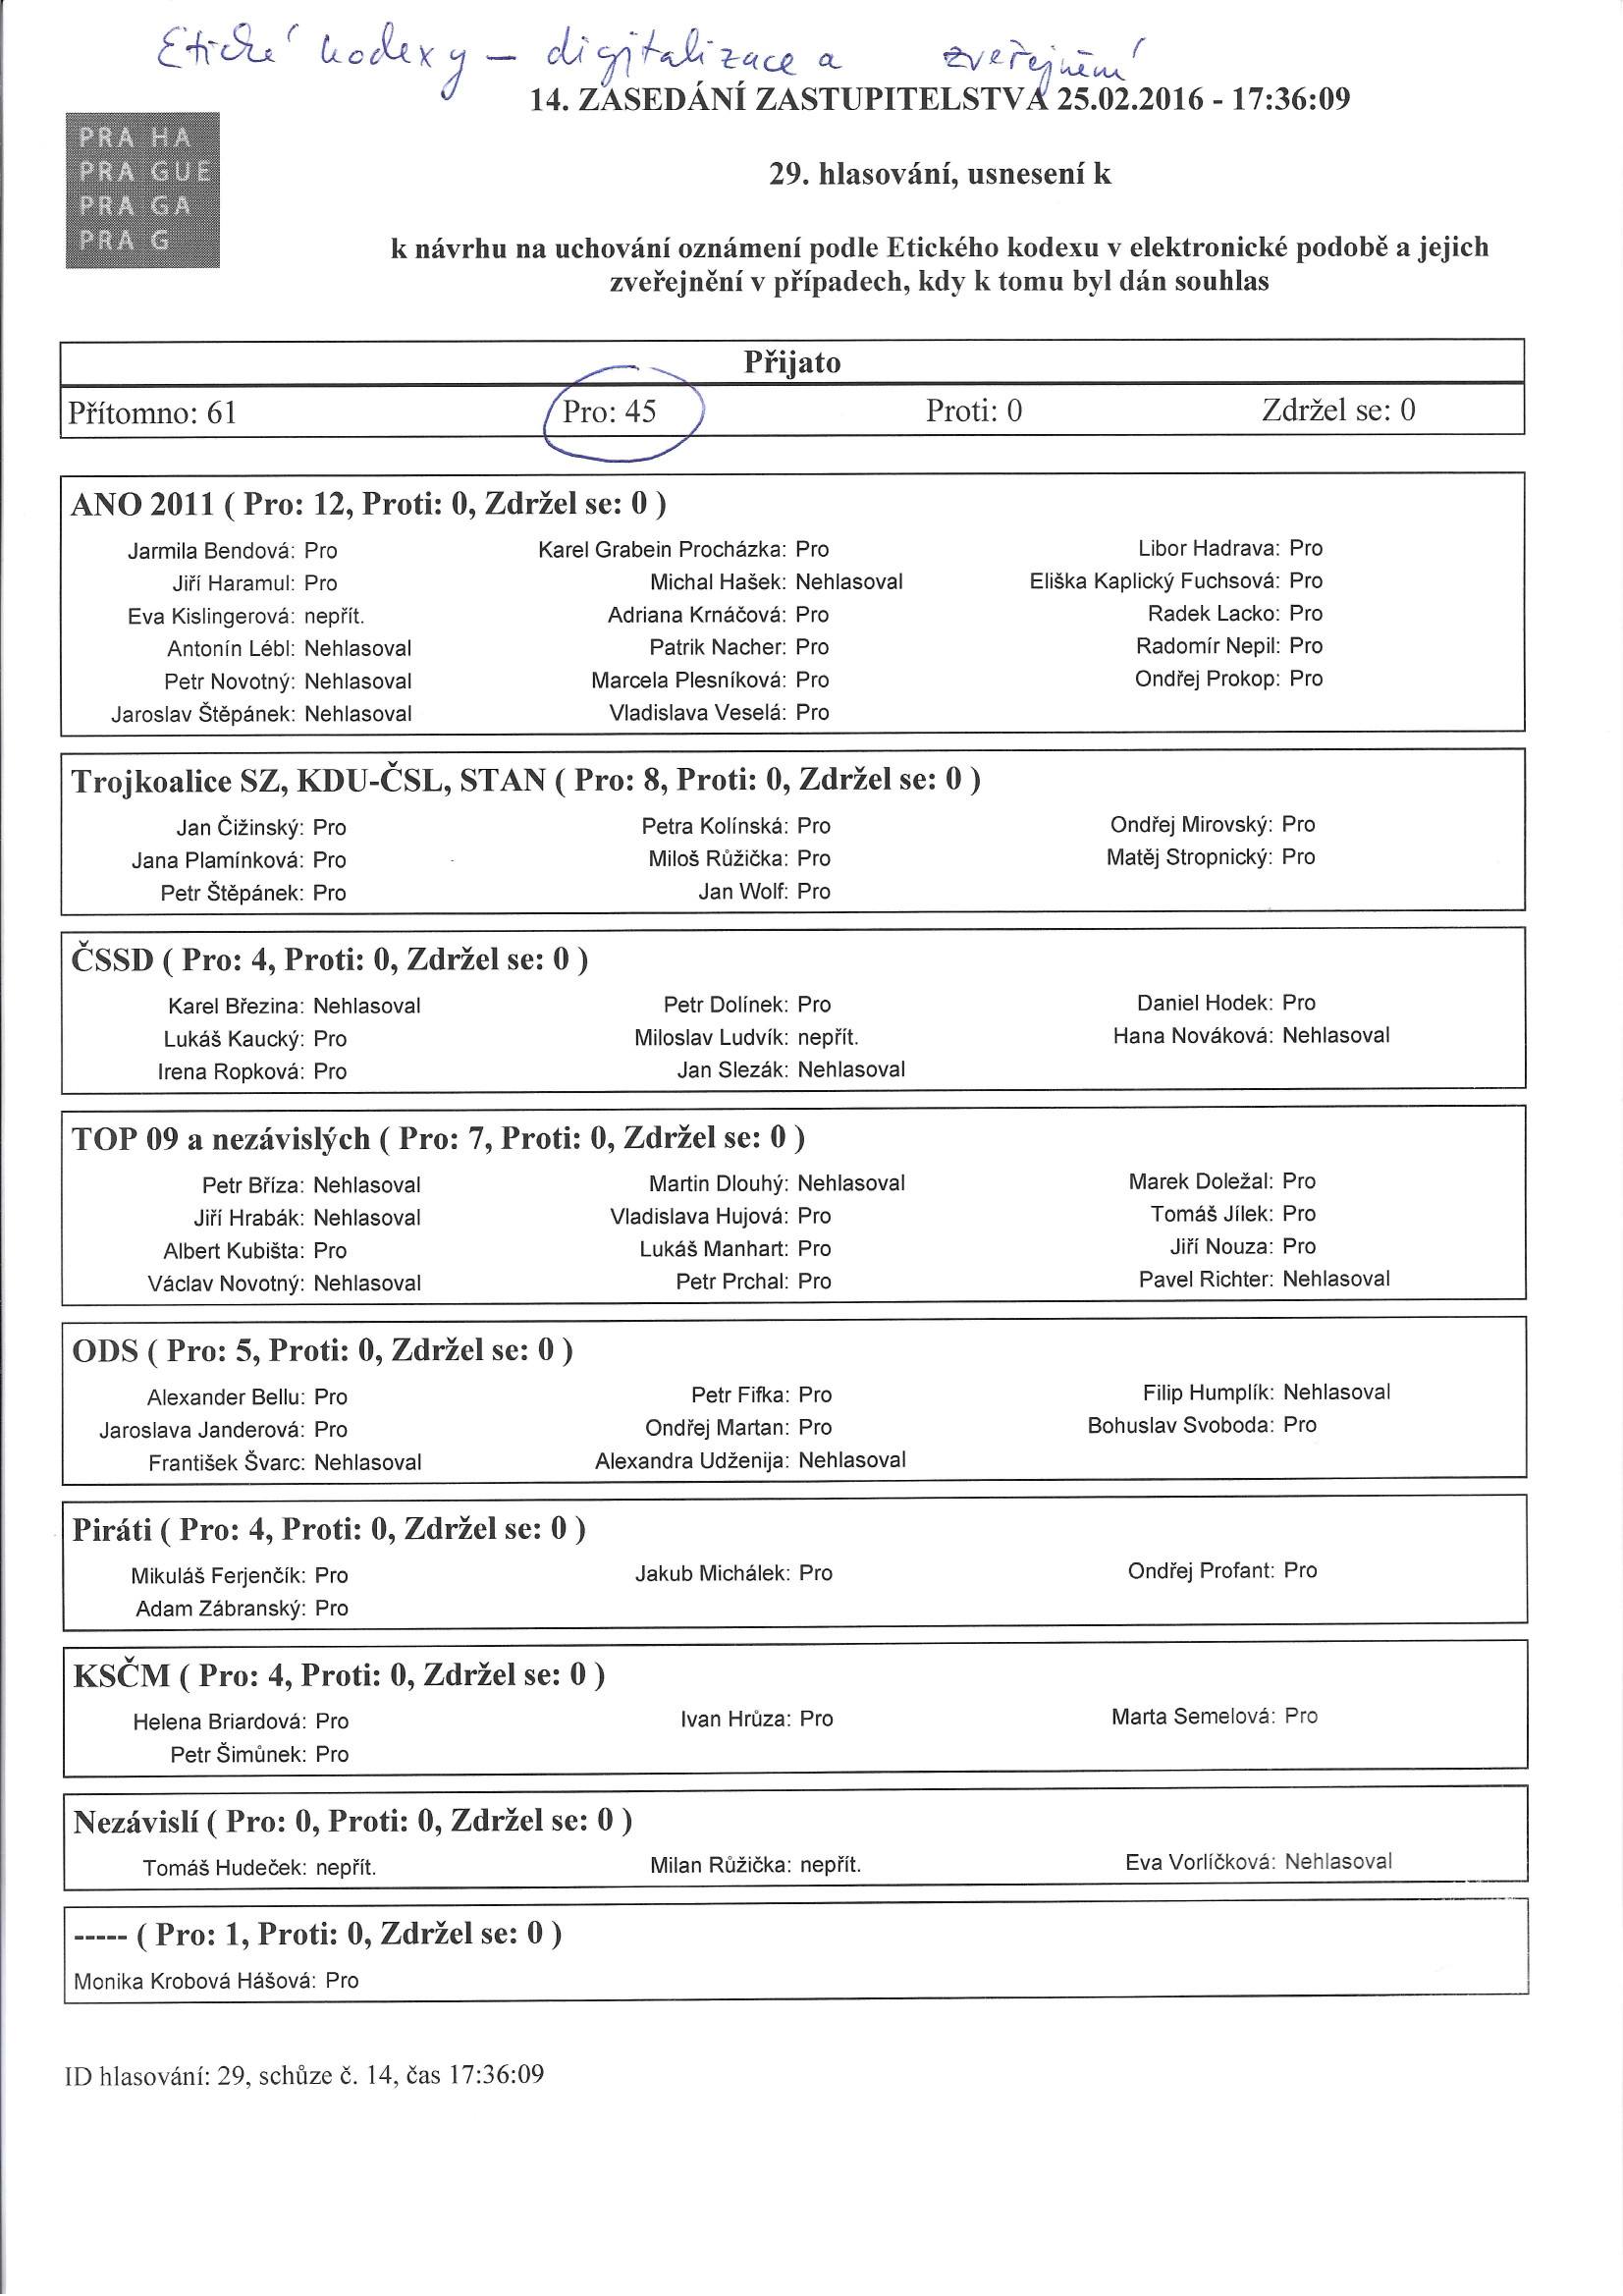 Etické kodexy – digitalizace a zveřejnění
14. ZASEDÁNÍ ZASTUPITELSTVA 25.02.2016 - 17:36:09
PRA HA
PRA GUE
PRA GA
PRA G
29. hlasování, usnesení k
k návrhu na uchování oznámení podle Etického kodexu v elektronické podobě a jejich
zveřejnění v případech, kdy k tomu byl dán souhlas
Přijato
Přítomno: 61 Pro: 45 Proti: 0 Zdržel se: 0
ANO 2011 ( Pro: 12, Proti: 0, Zdržel se: 0 )
Jarmila Bendová: Pro Karel Grabein Procházka: Pro Libor Hadrava: Pro
Jiří Haramul: Pro Michal Hašek: Nehlasoval Eliška Kaplický Fuchsová: Pro
Eva Kislingerová: nepřít. Adriana Krnáčová: Pro Radek Lacko: Pro
Antonín Lébl: Nehlasoval Patrik Nacher: Pro Radomír Nepil: Pro
Petr Novotný: Nehlasoval Marcela Plesníková: Pro Ondřej Prokop: Pro
Jaroslav Štěpánek: Nehlasoval Vladislava Veselá: Pro
Trojkoalice SZ, KDU-ČSL, STAN ( Pro: 8, Proti: 0, Zdržel se: 0 )
Jan Čižinský: Pro Petra Kolínská: Pro Ondřej Mirovský: Pro
Jana Plamínková: Pro Miloš Růžička: Pro Matěj Stropnický: Pro
Petr Štěpánek: Pro Jan Wolf: Pro
ČSSD ( Pro: 4, Proti: 0, Zdržel se: 0 )
Karel Březina: Nehlasoval Petr Dolínek: Pro Daniel Hodek: Pro
Lukáš Kaucký: Pro Miloslav Ludvík: nepřít. Hana Nováková: Nehlasoval
Irena Ropková: Pro Jan Slezák: Nehlasoval
TOP 09 a nezávislých ( Pro: 7, Proti: 0, Zdržel se: 0 )
Petr Bříza: Nehlasoval Martin Dlouhý: Nehlasoval Marek Doležal: Pro
Jiří Hrabák: Nehlasoval Vladislava Hujová: Pro Tomáš Jílek: Pro
Albert Kubišta: Pro Lukáš Manhart: Pro Jiří Nouza: Pro
Václav Novotný: Nehlasoval Petr Prchal: Pro Pavel Richter: Nehlasoval
ODS ( Pro: 5, Proti: 0, Zdržel se: 0 )
Alexander Bellu: Pro Petr Fifka: Pro Filip Humplík: Nehlasoval
Jaroslava Janderová: Pro Ondřej Martan: Pro Bohuslav Svoboda: Pro
František Švarc: Nehlasoval Alexandra Udženija: Nehlasoval
Piráti ( Pro: 4, Proti: 0, Zdržel se: 0 )
Mikuláš Ferjenčík: Pro Jakub Michálek: Pro Ondřej Profant: Pro
Adam Zábranský: Pro
KSČM ( Pro: 4, Proti: 0, Zdržel se: 0 )
Helena Briardová: Pro Ivan Hrůza: Pro Marta Semelová: Pro
Petr Šimůnek: Pro
Nezávislí ( Pro: 0, Proti: 0, Zdržel se: 0 )
Tomáš Hudeček: nepřít. Milan Růžička: nepřít. Eva Vorlíčková: Nehlasoval
----- ( Pro: 1, Proti: 0, Zdržel se: 0 )
Monika Krobová Hášová: Pro
ID hlasování: 29, schůze č. 14, čas 17:36:09